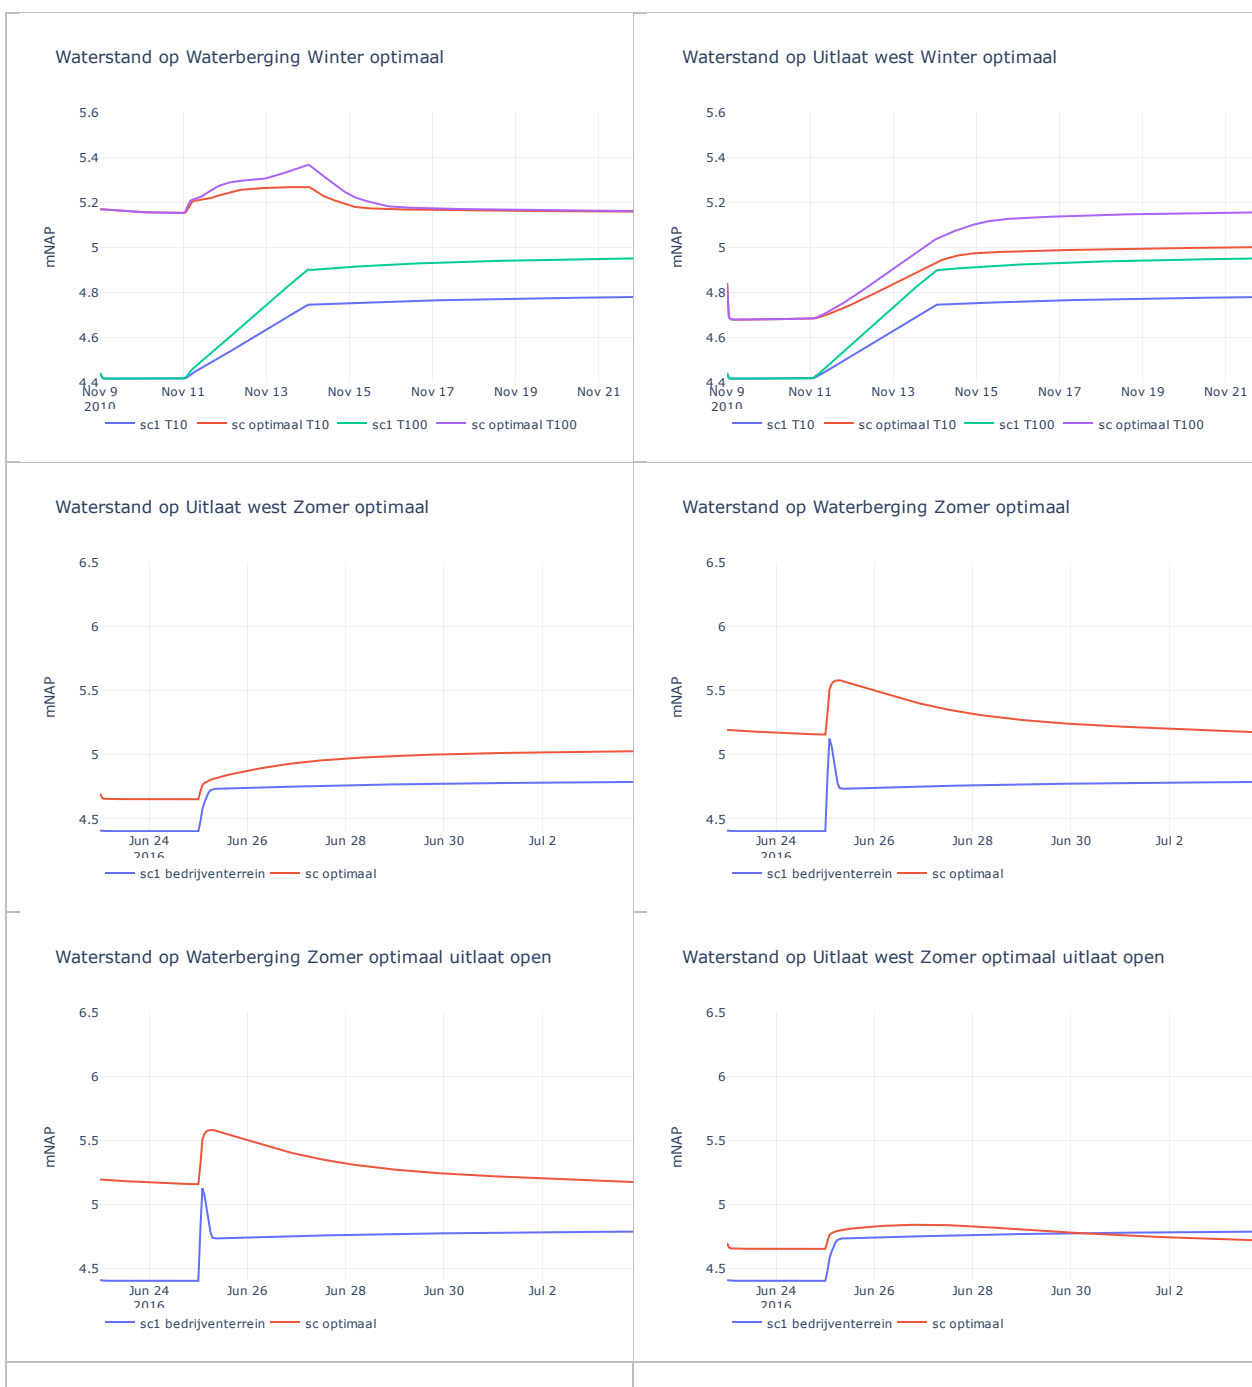 Waterstand op Waterberging Winter optimaal
5.6
5.4
5.2
5
4.8
4.6
4.4
mNAP
Nov 9 Nov 11 Nov 13 Nov 15 Nov 17 Nov 19 Nov 21
2010
sc1 T10 sc optimaal T10 sc1 T100 sc optimaal T100
Waterstand op Uitlaat west Winter optimaal
5.6
5.4
5.2
5
4.8
4.6
4.4
mNAP
Nov 9 Nov 11 Nov 13 Nov 15 Nov 17 Nov 19 Nov 21
2010
sc1 T10 sc optimaal T10 sc1 T100 sc optimaal T100
Waterstand op Uitlaat west Zomer optimaal
6.5
6
5.5
5
4.5
mNAP
Jun 24 Jun 26 Jun 28 Jun 30 Jul 2
2016
sc1 bedrijventerrein sc optimaal
Waterstand op Waterberging Zomer optimaal
6.5
6
5.5
5
4.5
mNAP
Jun 24 Jun 26 Jun 28 Jun 30 Jul 2
2016
sc1 bedrijventerrein sc optimaal
Waterstand op Waterberging Zomer optimaal uitlaat open
6.5
6
5.5
5
4.5
mNAP
Jun 24 Jun 26 Jun 28 Jun 30 Jul 2
2016
sc1 bedrijventerrein sc optimaal
Waterstand op Uitlaat west Zomer optimaal uitlaat open
6.5
6
5.5
5
4.5
mNAP
Jun 24 Jun 26 Jun 28 Jun 30 Jul 2
2016
sc1 bedrijventerrein sc optimaal